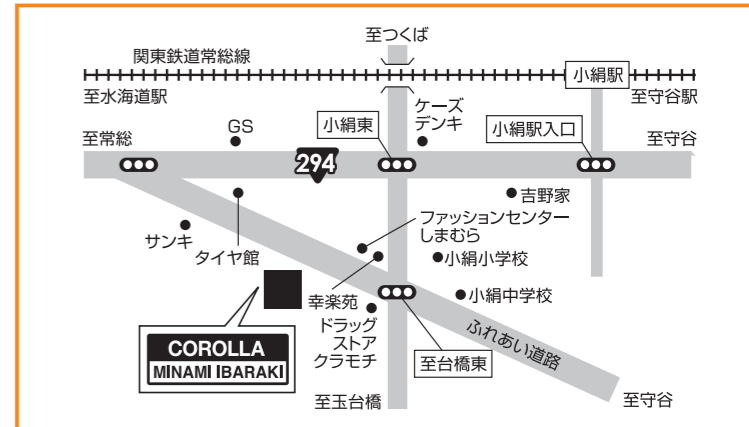 至つくば
関東鉄道常総線
小絹駅
至水海道駅
至守谷駅
ケーズ
デンキ
GS
小絹東
小絹駅入口
至常総
至守谷
294
吉野家
ファッションセンター
しまむら
サンキ
タイヤ館
小絹小学校
幸楽苑
小絹中学校
ドラッグ
ストア
クラモチ
ふれあい道路
至台橋東
COROLLA
MINAMI IBARAKI
至玉台橋
至守谷